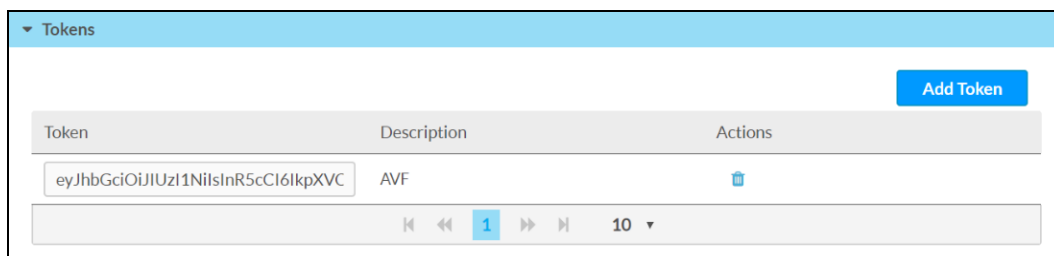 Tokens
Add Token
Token Description Actions
eyJhbGciOiJIUzI1NiIsInR5cCI6IkpXVC AVF
1 10